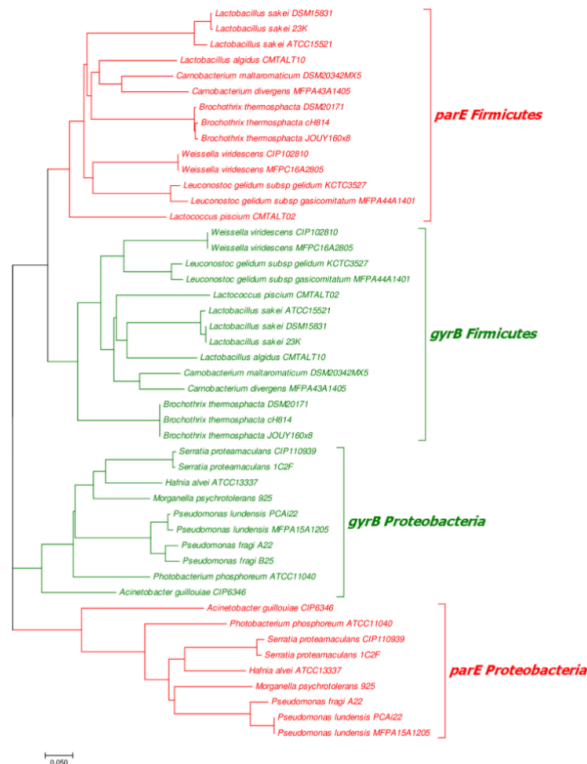 Lactobacillus sakei DSM15831
Lactobacillus sakei 23K
Lactobacillus sakei ATCC15521
Lactobacillus algidus CMTALT10
Carnobacterium maltaromaticum DSM20342MX5
Carnobacterium divergens MFPA43A1405
Brochothrix thermosphacta DSM20171
Brochothrix thermosphacta cH814
Brochothrix thermosphacta JOUY160x8
Weissella viridescens CIP102810
Weissella viridescens MFPC16A2805
Leuconostoc gelidum subsp gelidum KCTC3527
Leuconostoc gelidum subsp gasicomitatum MFPA44A1401
Lactococcus piscium CMTALT02
parE Firmicutes
Weissella viridescens CIP102810
Weissella viridescens MFPC16A2805
Leuconostoc gelidum subsp gelidum KCTC3527
Leuconostoc gelidum subsp gasicomitatum MFPA44A1401
Lactococcus piscium CMTALT02
Lactobacillus sakei ATCC15521
Lactobacillus sakei DSM15831
Lactobacillus sakei 23K
Lactobacillus algidus CMTALT10
Carnobacterium maltaromaticum DSM20342MX5
Carnobacterium divergens MFPA43A1405
Brochothrix thermosphacta DSM20171
Brochothrix thermosphacta cH814
Brochothrix thermosphacta JOUY160x8
gyrB Firmicutes
Serratia proteamaculans CIP110939
Serratia proteamaculans 1C2F
Hafnia alvei ATCC13337
Morganella psychrotolerans 925
Pseudomonas lundensis PCAi22
Pseudomonas lundensis MFPA15A1205
Pseudomonas fragi A22
Pseudomonas fragi B25
Photobacterium phosphoreum ATCC11040
Acinetobacter guillouiae CIP6346
gyrB Proteobacteria
Acinetobacter guillouiae CIP6346
Photobacterium phosphoreum ATCC11040
Serratia proteamaculans CIP110939
Serratia proteamaculans 1C2F
Hafnia alvei ATCC13337
Morganella psychrotolerans 925
Pseudomonas fragi A22
Pseudomonas lundensis PCAi22
Pseudomonas lundensis MFPA15A1205
parE Proteobacteria
0.050